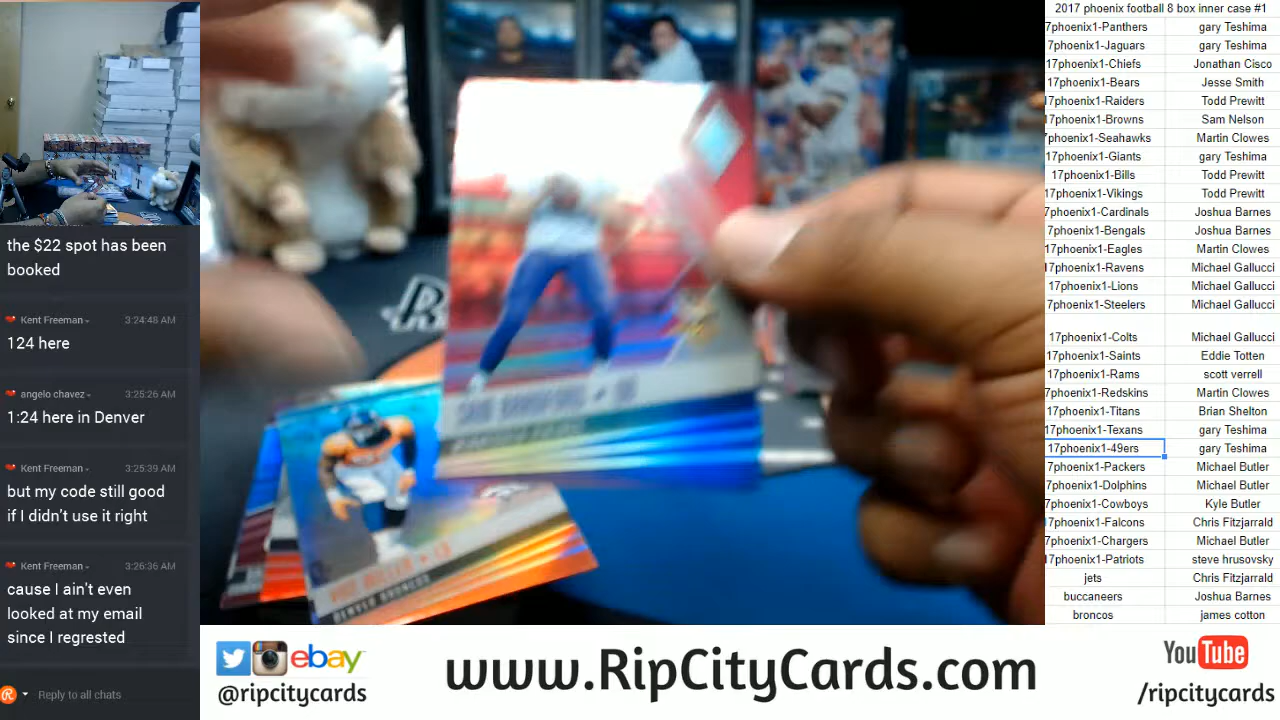 2017 phoenix football 8 box inner case #1
7phoenix1-Panthers gary Teshima
7phoenix1-Jaguars gary Teshima
17phoenix1-Chiefs Jonathan Cisco
17phoenix1-Bears Jesse Smith
17phoenix1-Raiders Todd Prewitt
17phoenix1-Browns Sam Nelson
7phoenix1-Seahawks Martin Clowes
17phoenix1-Giants gary Teshima
17phoenix1-Bills Todd Prewitt
17phoenix1-Vikings Todd Prewitt
7phoenix1-Cardinals Joshua Barnes
7phoenix1-Bengals Joshua Barnes
17phoenix1-Eagles Martin Clowes
17phoenix1-Ravens Michael Gallucci
17phoenix1-Lions Michael Gallucci
7phoenix1-Steelers Michael Gallucci
17phoenix1-Colts Michael Gallucci
17phoenix1-Saints Eddie Totten
17phoenix1-Rams scott verrell
7phoenix1-Redskins Martin Clowes
17phoenix1-Titans Brian Shelton
17phoenix1-Texans gary Teshima
17phoenix1-49ers gary Teshima
7phoenix1-Packers Michael Butler
7phoenix1-Dolphins Michael Butler
7phoenix1-Cowboys Kyle Butler
17phoenix1-Falcons Chris Fitzjarrald
7phoenix1-Chargers Michael Butler
17phoenix1-Patriots steve hrusovsky
jets Chris Fitzjarrald
buccaneers Joshua Barnes
broncos james cotton
the $22 spot has been
booked
Kent Freeman 3:24:48 AM
124 here
angelo chavez 3:25:26 AM
1:24 here in Denver
Kent Freeman 3:25:39 AM
but my code still good
if I didn't use it right
Kent Freeman 3:26:36 AM
cause I ain't even
looked at my email
since I regrested
Reply to all chats
VON MILLER • LB
DENVER BRONCOS
ebay
@ripcitycards
www.RipCityCards.com
YouTube
/ripcitycards